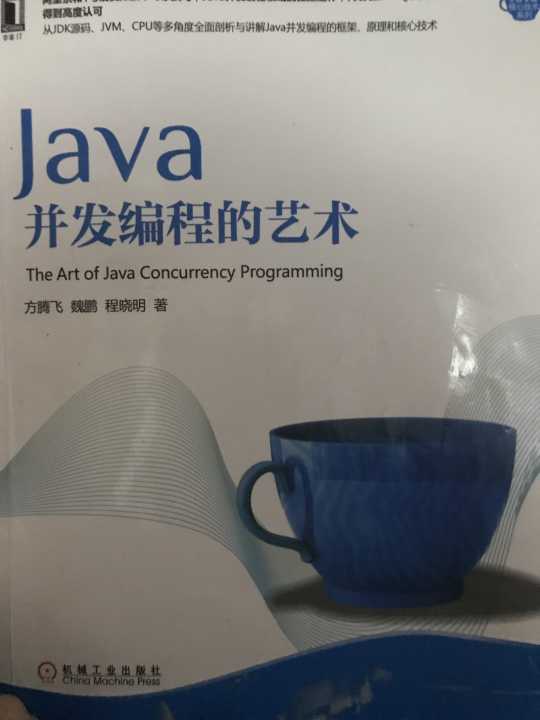 得到高度认可
从JDK源码、JVM、CPU等多角度全面剖析与讲解Java并发编程的框架、原理和核心技术
华章 IT
Java
并发编程的艺术
The Art of Java Concurrency Programming
方腾飞 魏鹏 程晓明 著
机械工业出版社
China Machine Press